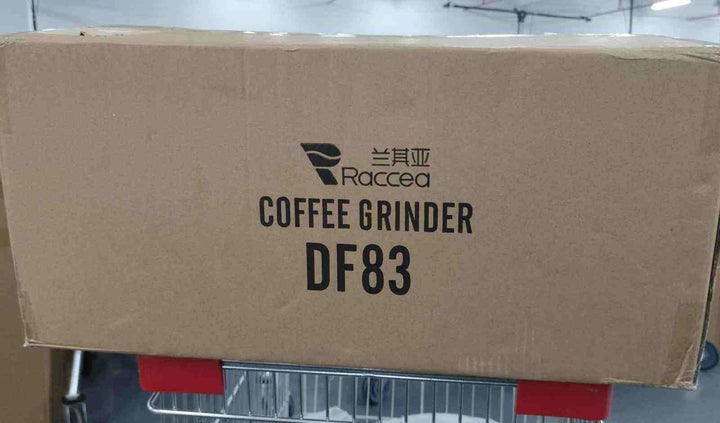 兰其亚
Raccea
COFFEE GRINDER
DF83